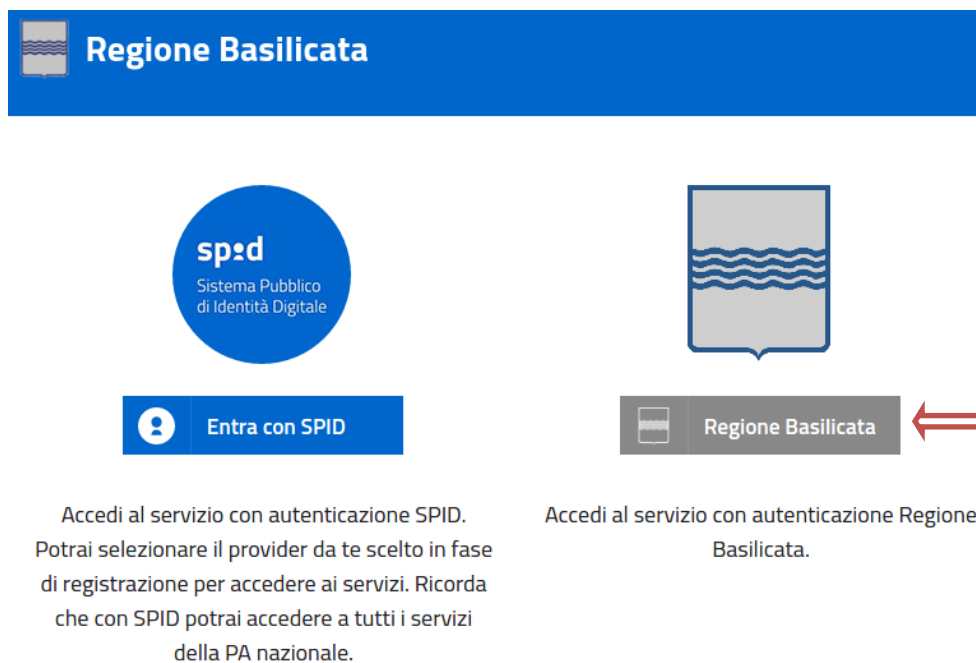 Regione Basilicata
spid
Sistema Pubblico
di Identità Digitale
Entra con SPID
Regione Basilicata
Accedi al servizio con autenticazione SPID.
Potrai selezionare il provider da te scelto in fase
di registrazione per accedere ai servizi. Ricorda
che con SPID potrai accedere a tutti i servizi
della PA nazionale.
Accedi al servizio con autenticazione Regione
Basilicata.